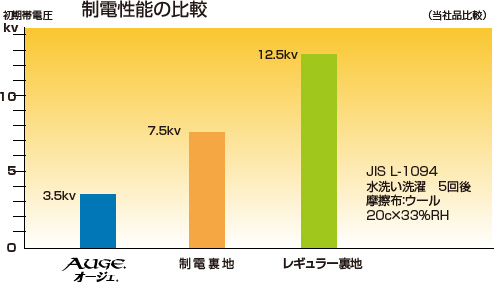 制電性能の比較
初期帯電圧
（当社品比較）
kv
12.5kv
10
7.5kv
5
JIS L-1094
水洗い洗濯　5回後
摩擦布:ウール
20c×33%RH
3.5kv
0
AUGE.
オージェ.
制電裏地
レギュラー裏地